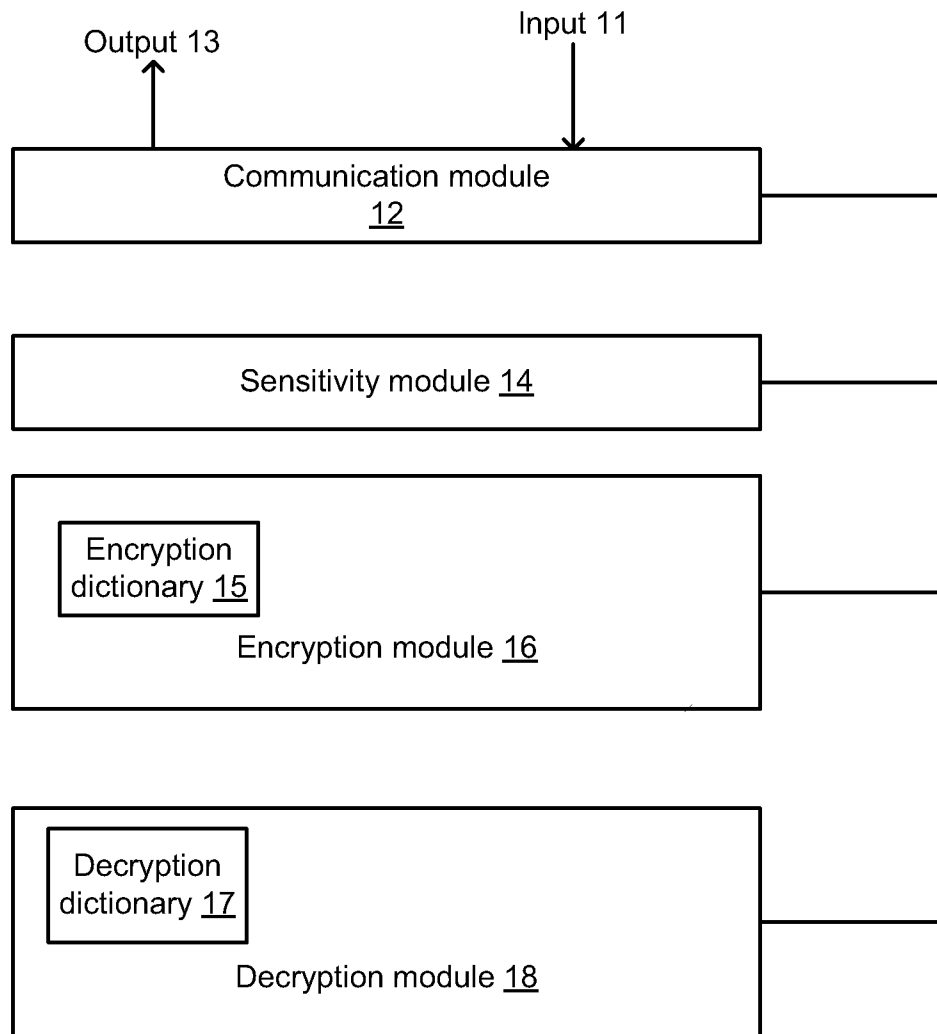 Output 13
Input 11
Communication module
12
Sensitivity module 14
Encryption
dictionary 15
Encryption module 16
Decryption
dictionary 17
Decryption module 18